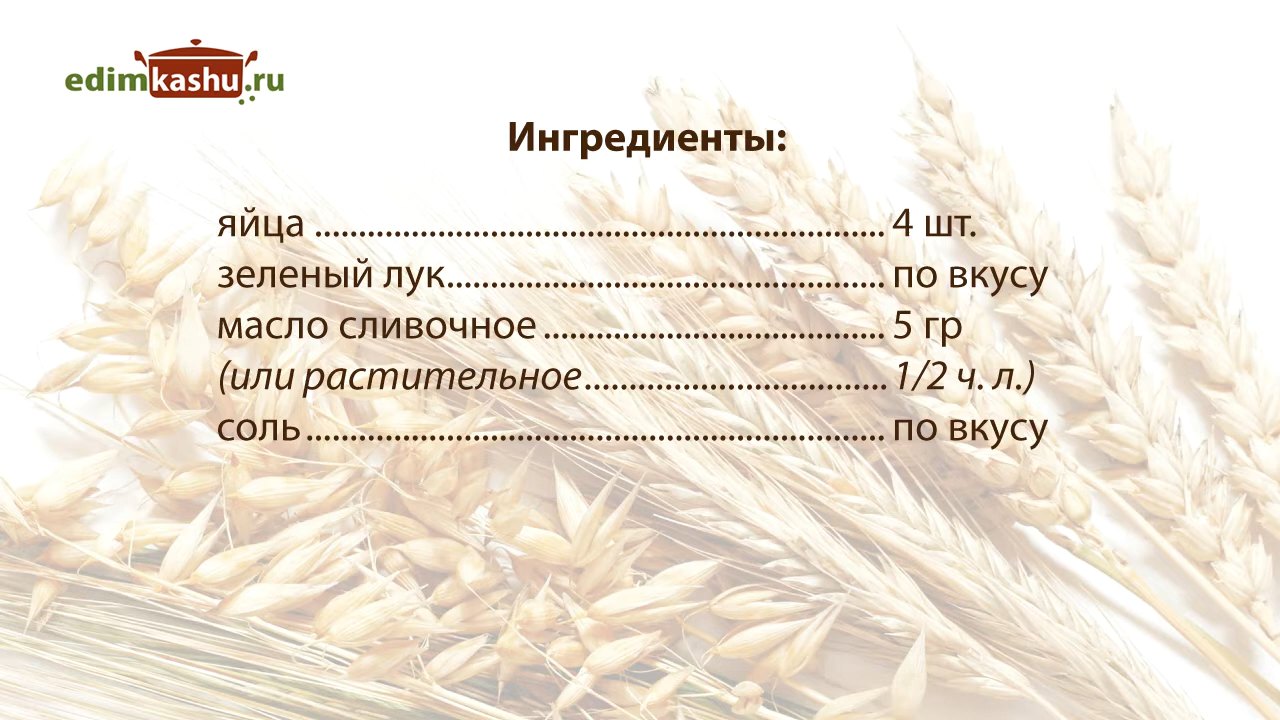 edimkashu.ru
Ингредиенты:
яйца ................................................................. 4 шт.
зеленый лук.................................................. по вкусу
масло сливочное ....................................... 5 гр
(или растительное................................... 1/2 ч. л.)
соль .................................................................. по вкусу